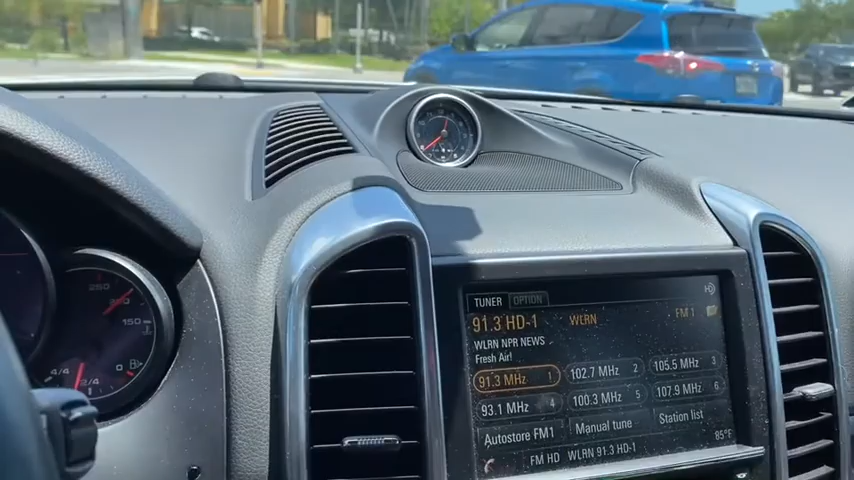 TUNER OPTION
91.3 HD-1 WLRN FM 1
WLRN NPR NEWS
Fresh Air|
91.3 MHz 1 102.7 MHz 2 105.5 MHz 3
93.1 MHz 4 100.3 MHz 5 107.9 MHz 6
Autostore FM1 Manual tune Station List
FM HD WLRN 91.3 HD-1 85°F
250
200
150
100
0 2/4 4/4